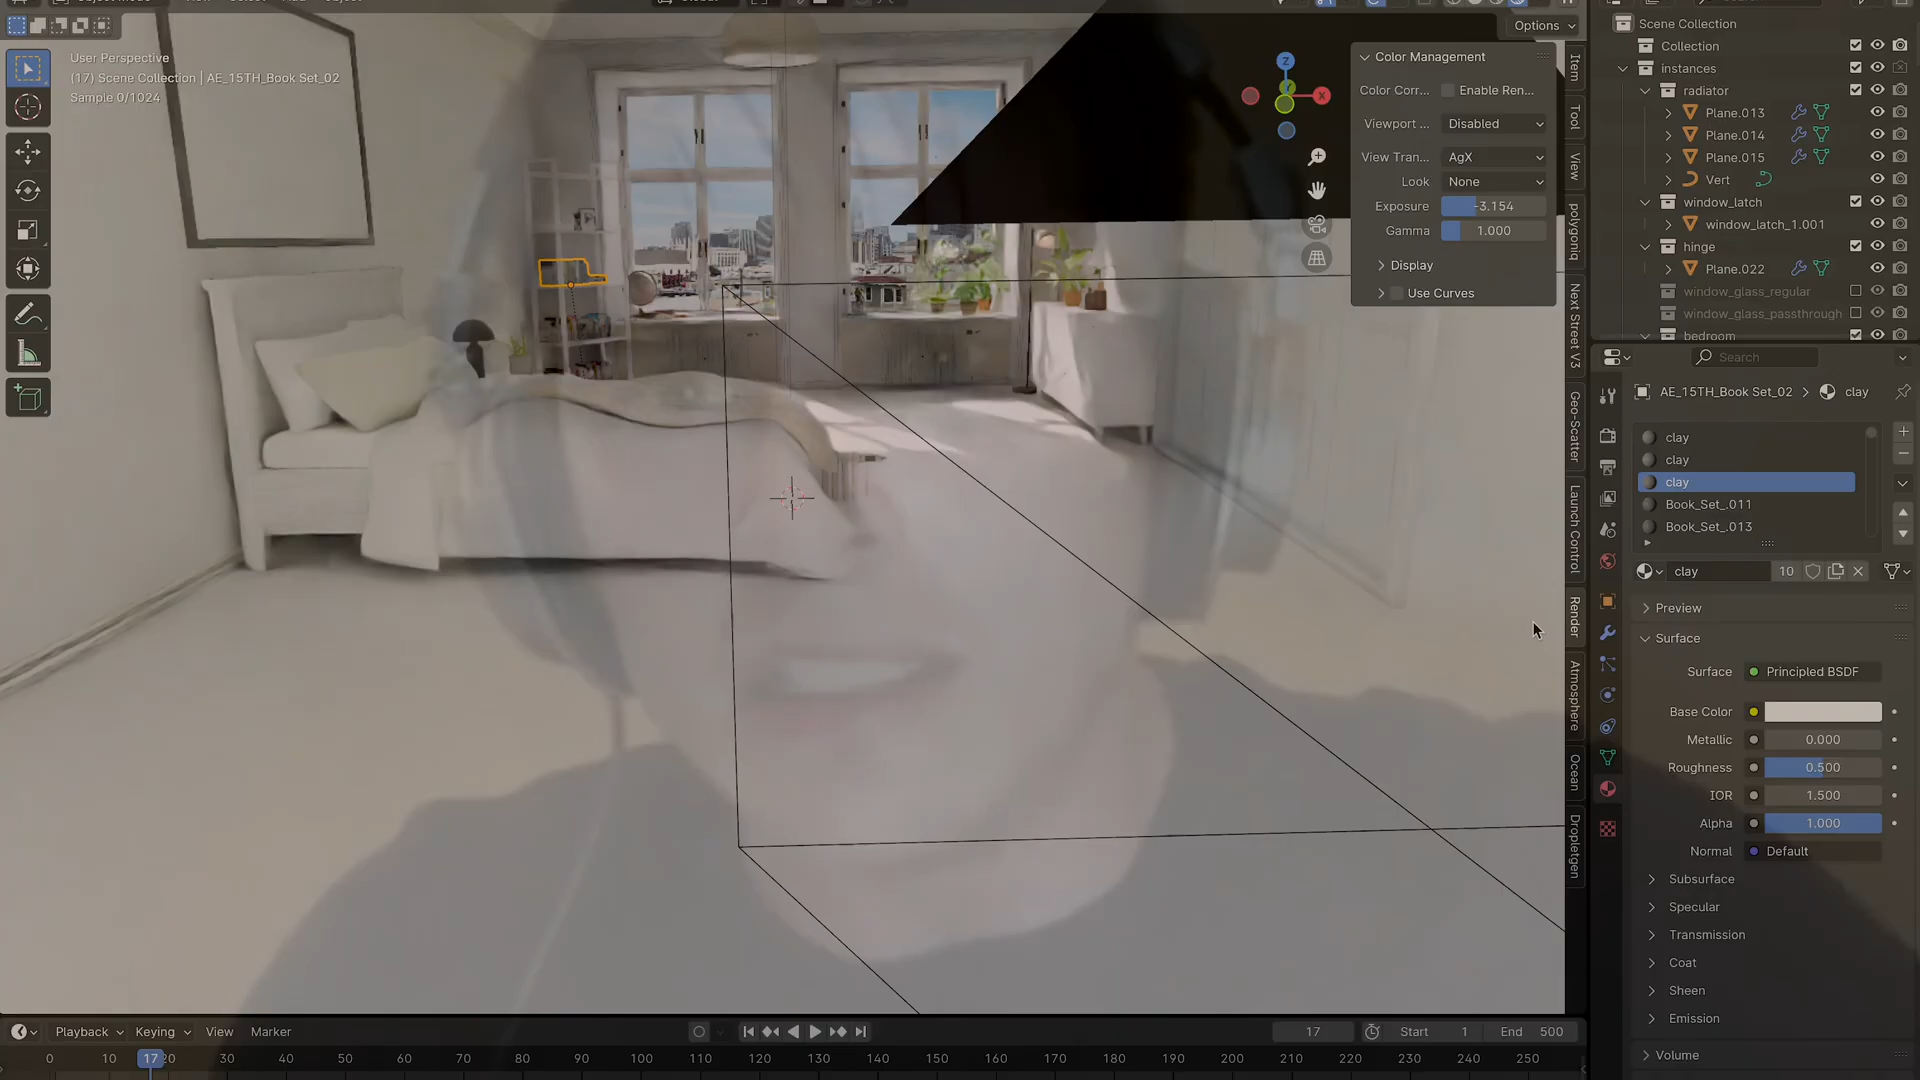 Options
User Perspective
(17) Scene Collection | AE_15TH_Book Set_02
Sample 0/1024
Color Management
Color Corr...
Enable Ren...
Viewport ...
Disabled
View Tran...
AgX
Look
None
Exposure
-3.154
Gamma
1.000
Display
Use Curves
Z
X
Item
Tool
View
polygoniq
Next Street V3
Geo-Scatter
Launch Control
Render
Atmosphere
Ocean
Dropletgen
Scene Collection
Collection
instances
radiator
Plane.013
Plane.014
Plane.015
Vert
window_latch
window_latch_1.001
hinge
Plane.022
window_glass_regular
window_glass_passthrough
bedroom
Search
AE_15TH_Book Set_02
clay
clay
clay
clay
Book_Set_.011
Book_Set_.013
clay
10
Preview
Surface
Surface
Principled BSDF
Base Color
Metallic
0.000
Roughness
0.500
IOR
1.500
Alpha
1.000
Normal
Default
Subsurface
Specular
Transmission
Coat
Sheen
Emission
Volume
Playback
Keying
View
Marker
17
Start 1
End 500
0 10 17 20 30 40 50 60 70 80 90 100 110 120 130 140 150 160 170 180 190 200 210 220 230 240 250